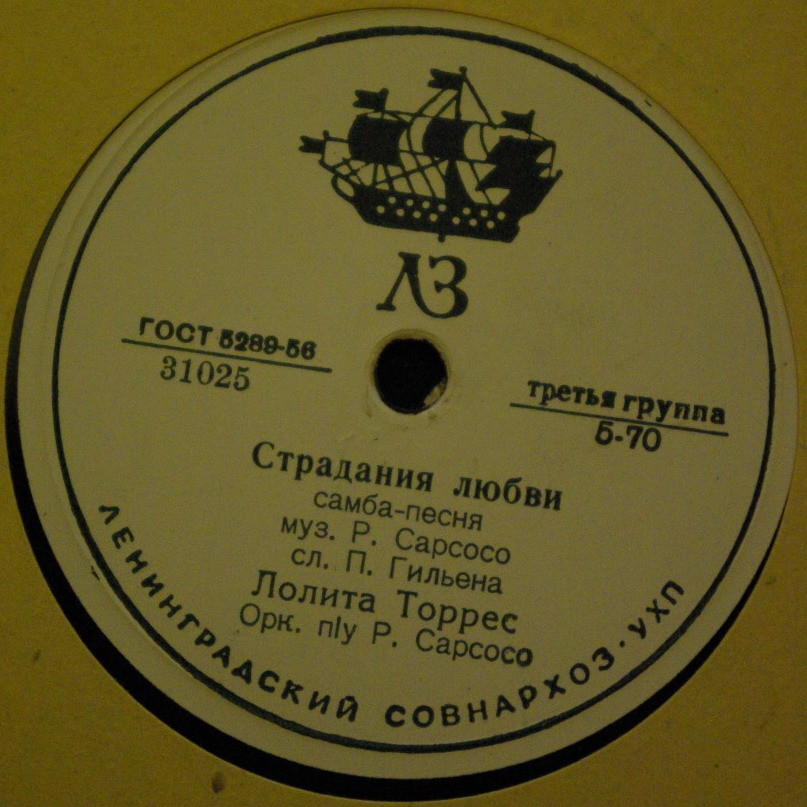 ЛЗ
ГОСТ 5289-56
31025
третья группа
5-70
Страдания любви
самба-песня
муз. Р. Сарсосо
сл. П. Гильена
Лолита Торрес
Орк. п/у Р. Сарсосо
ЛЕНИНГРАДСКИЙ СОВНАРХОЗ·УХП